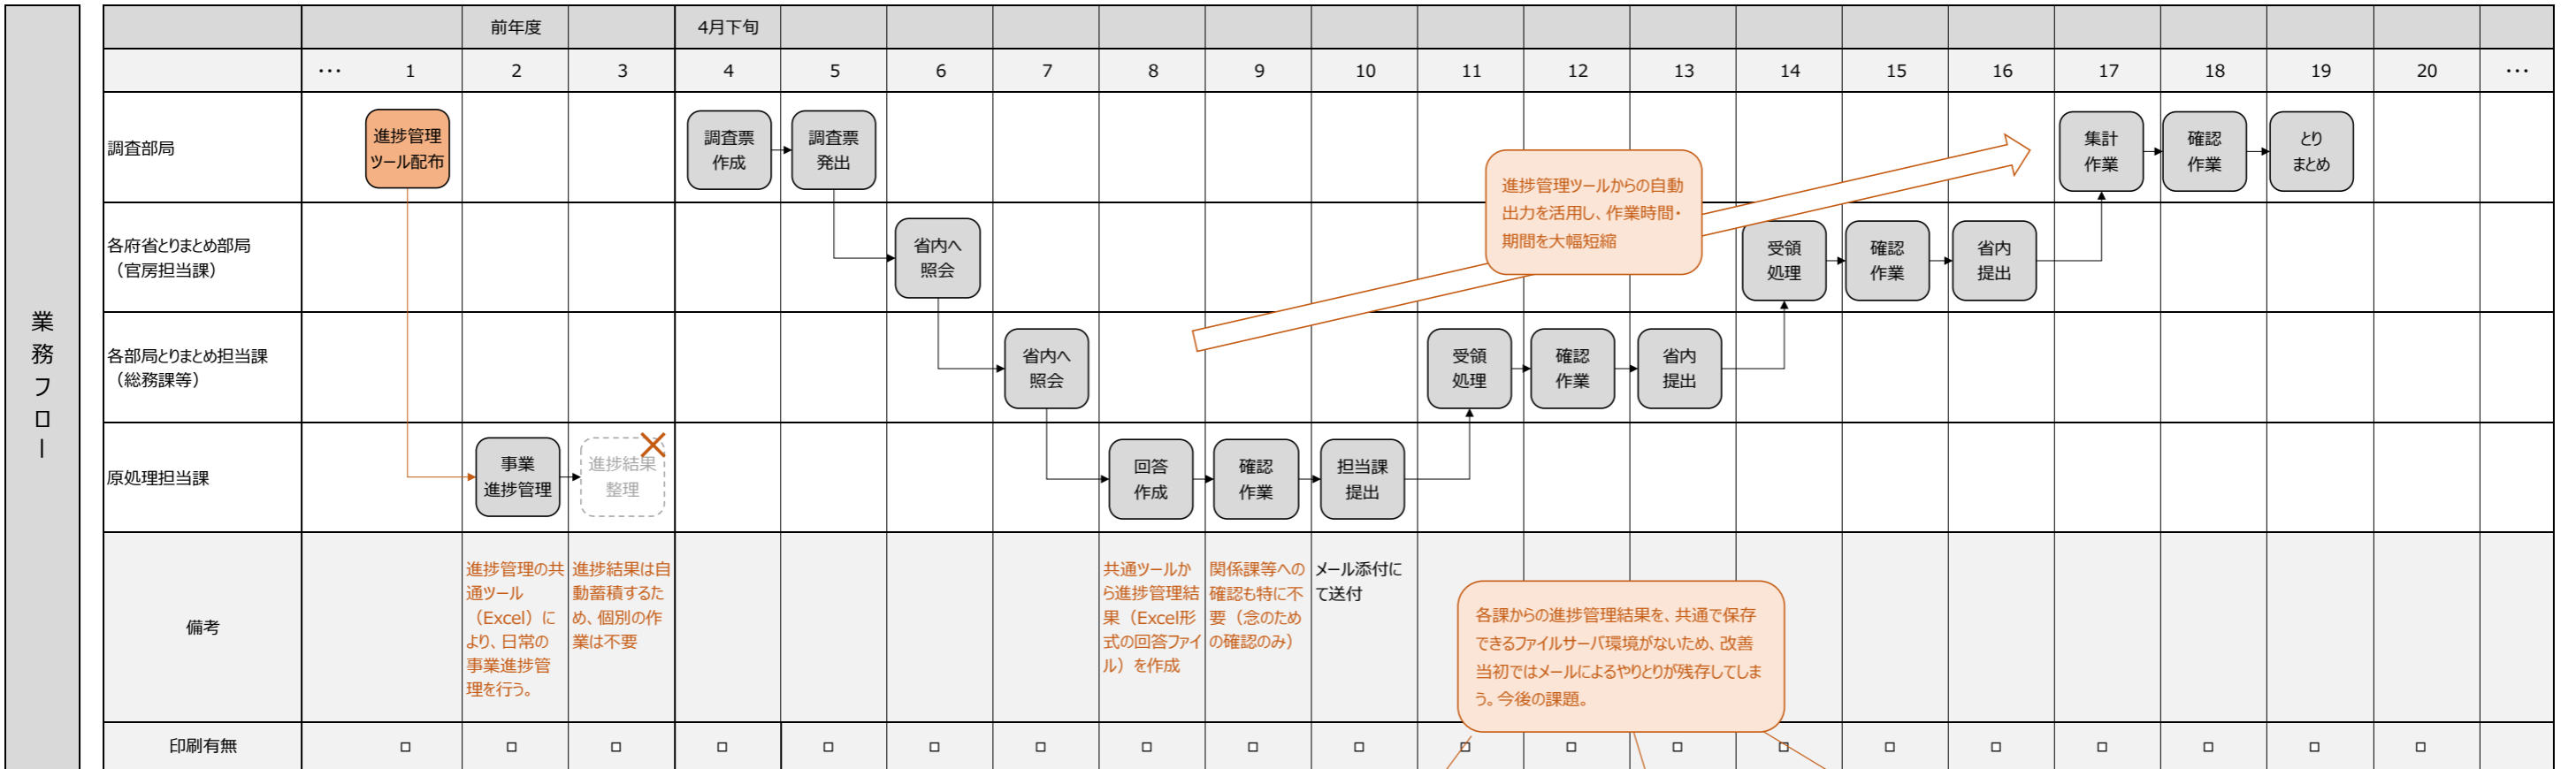 業務フロー
前年度
4月下旬
… 1 2 3 4 5 6 7 8 9 10 11 12 13 14 15 16 17 18 19 20 …
調査部局
進捗管理
ツール配布
調査票
作成
調査票
発出
集計
作業
確認
作業
とり
まとめ
進捗管理ツールからの自動
出力を活用し、作業時間・
期間を大幅短縮
各府省とりまとめ部局
（官房担当課）
省内へ
照会
受領
処理
確認
作業
省内
提出
各部局とりまとめ担当課
（総務課等）
省内へ
照会
受領
処理
確認
作業
省内
提出
原処理担当課
事業
進捗管理
進捗結果
整理
回答
作成
確認
作業
担当課
提出
備考
進捗管理の共
通ツール
（Excel）に
より、日常の
事業進捗管
理を行う。
進捗結果は自
動蓄積するた
め、個別の作
業は不要
共通ツールか
ら進捗管理結
果（Excel形
式の回答ファイ
ル）を作成
関係課等への
確認も特に不
要（念のため
の確認のみ）
メール添付に
て送付
各課からの進捗管理結果を、共通で保存
できるファイルサーバ環境がないため、改善
当初ではメールによるやりとりが残存してしま
う。今後の課題。
印刷有無
□ □ □ □ □ □ □ □ □ □ □ □ □ □ □ □ □ □ □ □